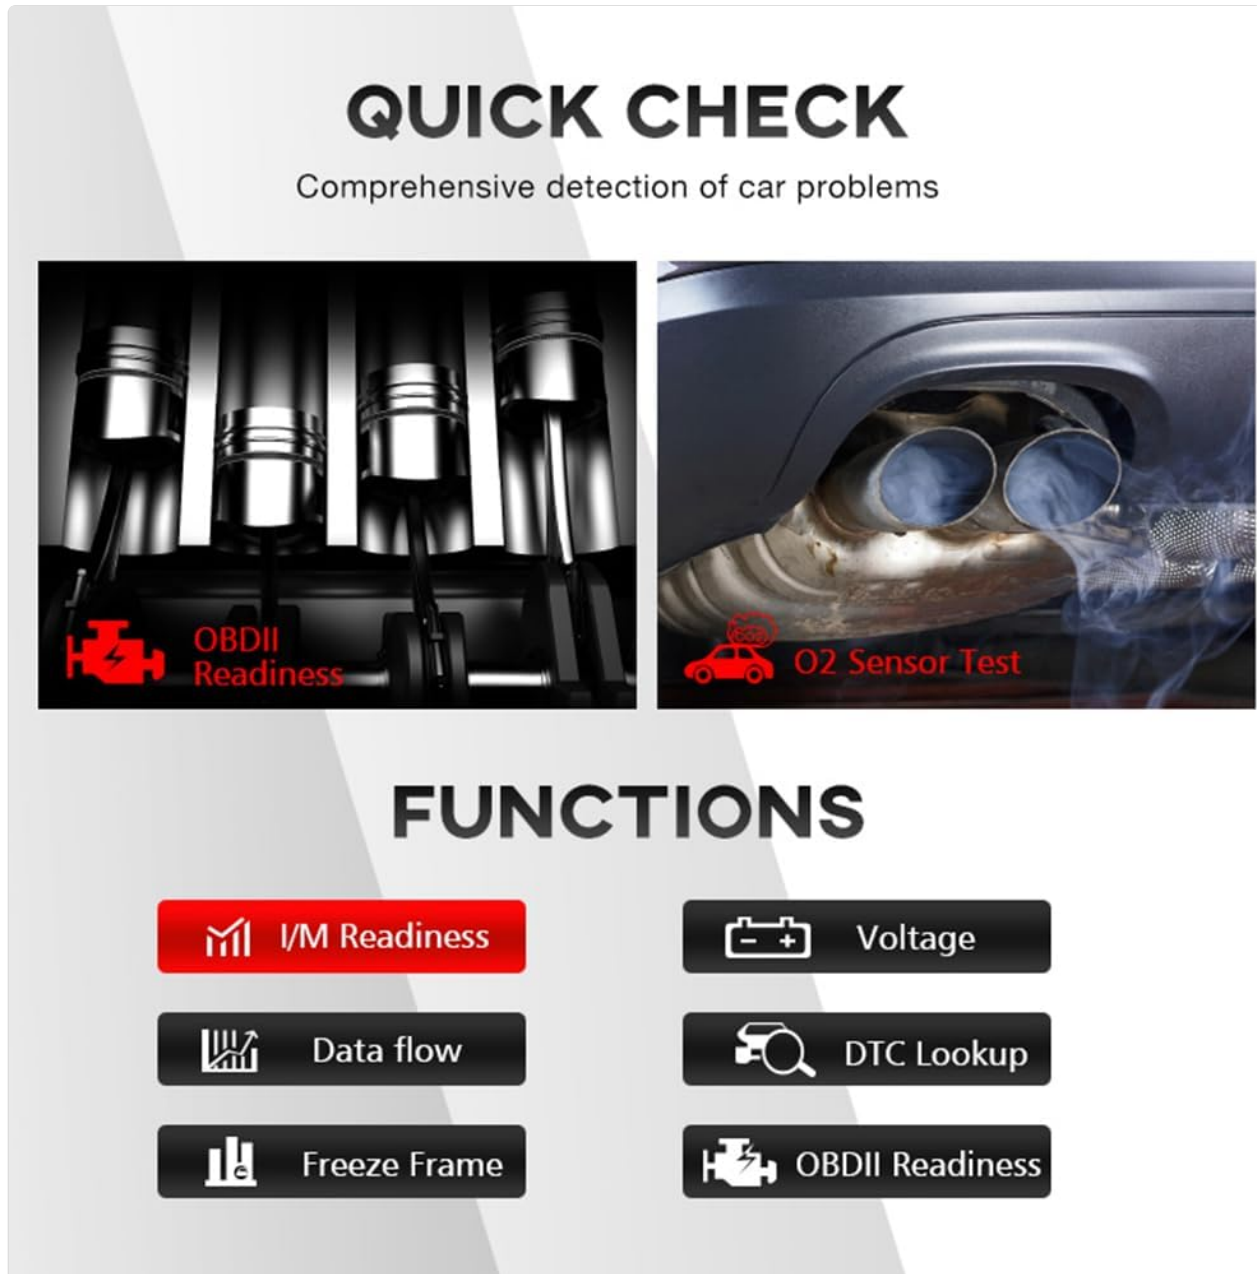 QUICK CHECK
Comprehensive detection of car problems
OBDII
Readiness
O2 Sensor Test
FUNCTIONS
I/M Readiness
Voltage
Data flow
DTC Lookup
Freeze Frame
OBDII Readiness